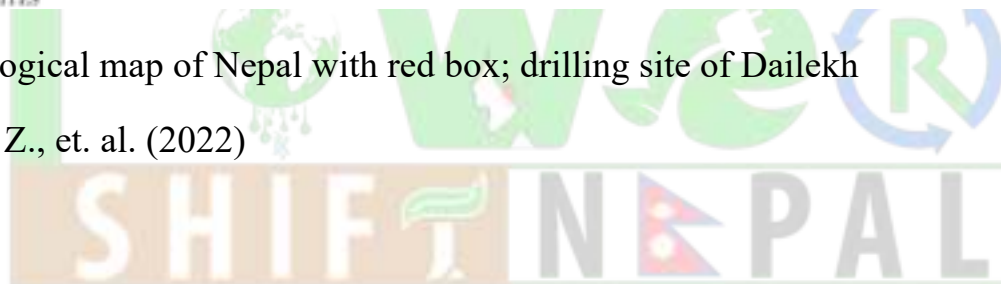 ogical map of Nepal with red box; drilling site of Dailekh
Z., et. al. (2022)
SHIFT NEPAL